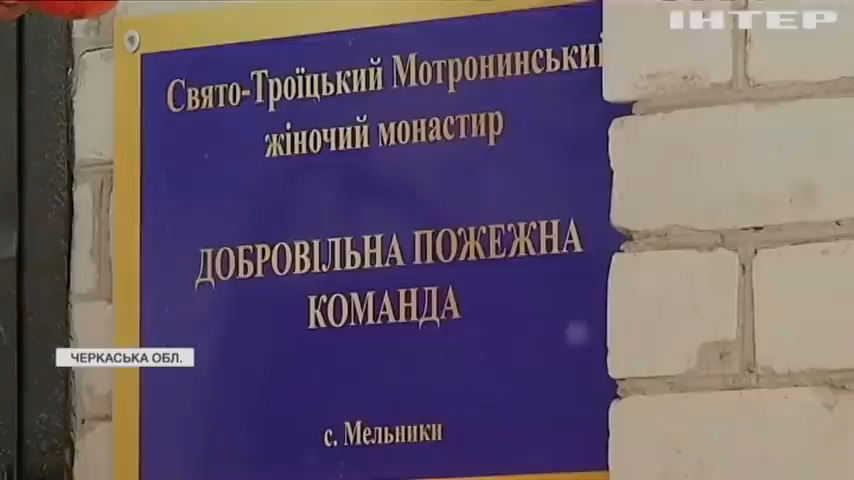 ІНТЕР
Свято-Троїцький Мотронинський
жіночий монастир
ДОБРОВІЛЬНА ПОЖЕЖНА
КОМАНДА
ЧЕРКАСЬКА ОБЛ.
с. Мельники